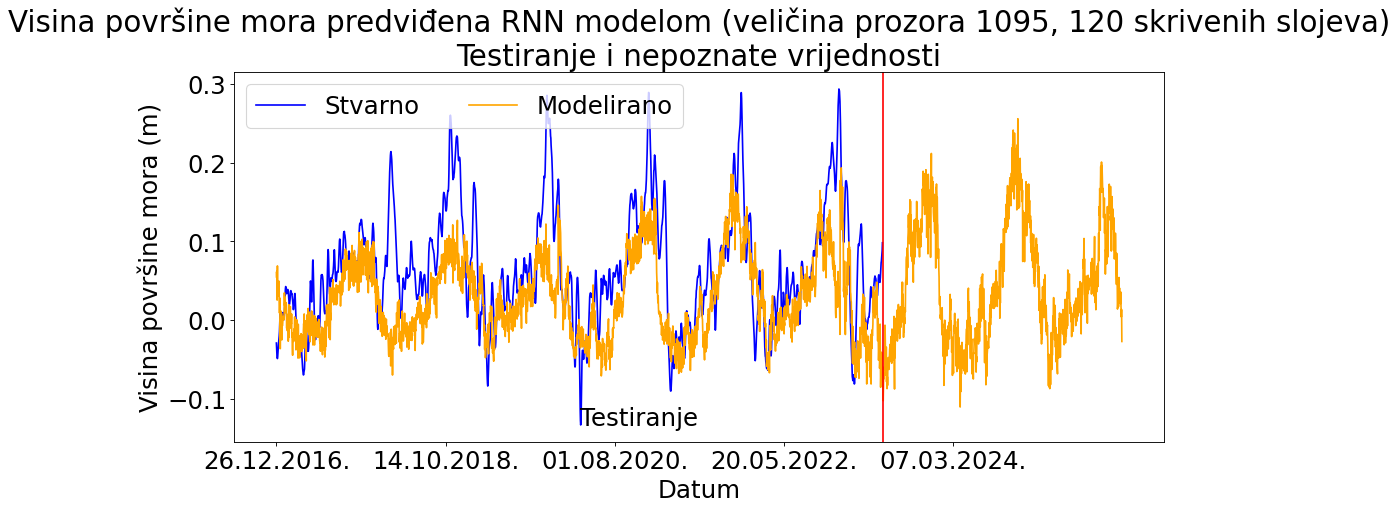 Visina površine mora predviđena RNN modelom (veličina prozora 1095, 120 skrivenih slojeva)
Testiranje i nepoznate vrijednosti
Stvarno
Modelirano
0.3
0.2
0.1
0.0
−0.1
Visina površine mora (m)
Testiranje
26.12.2016.
14.10.2018.
01.08.2020.
20.05.2022.
07.03.2024.
Datum